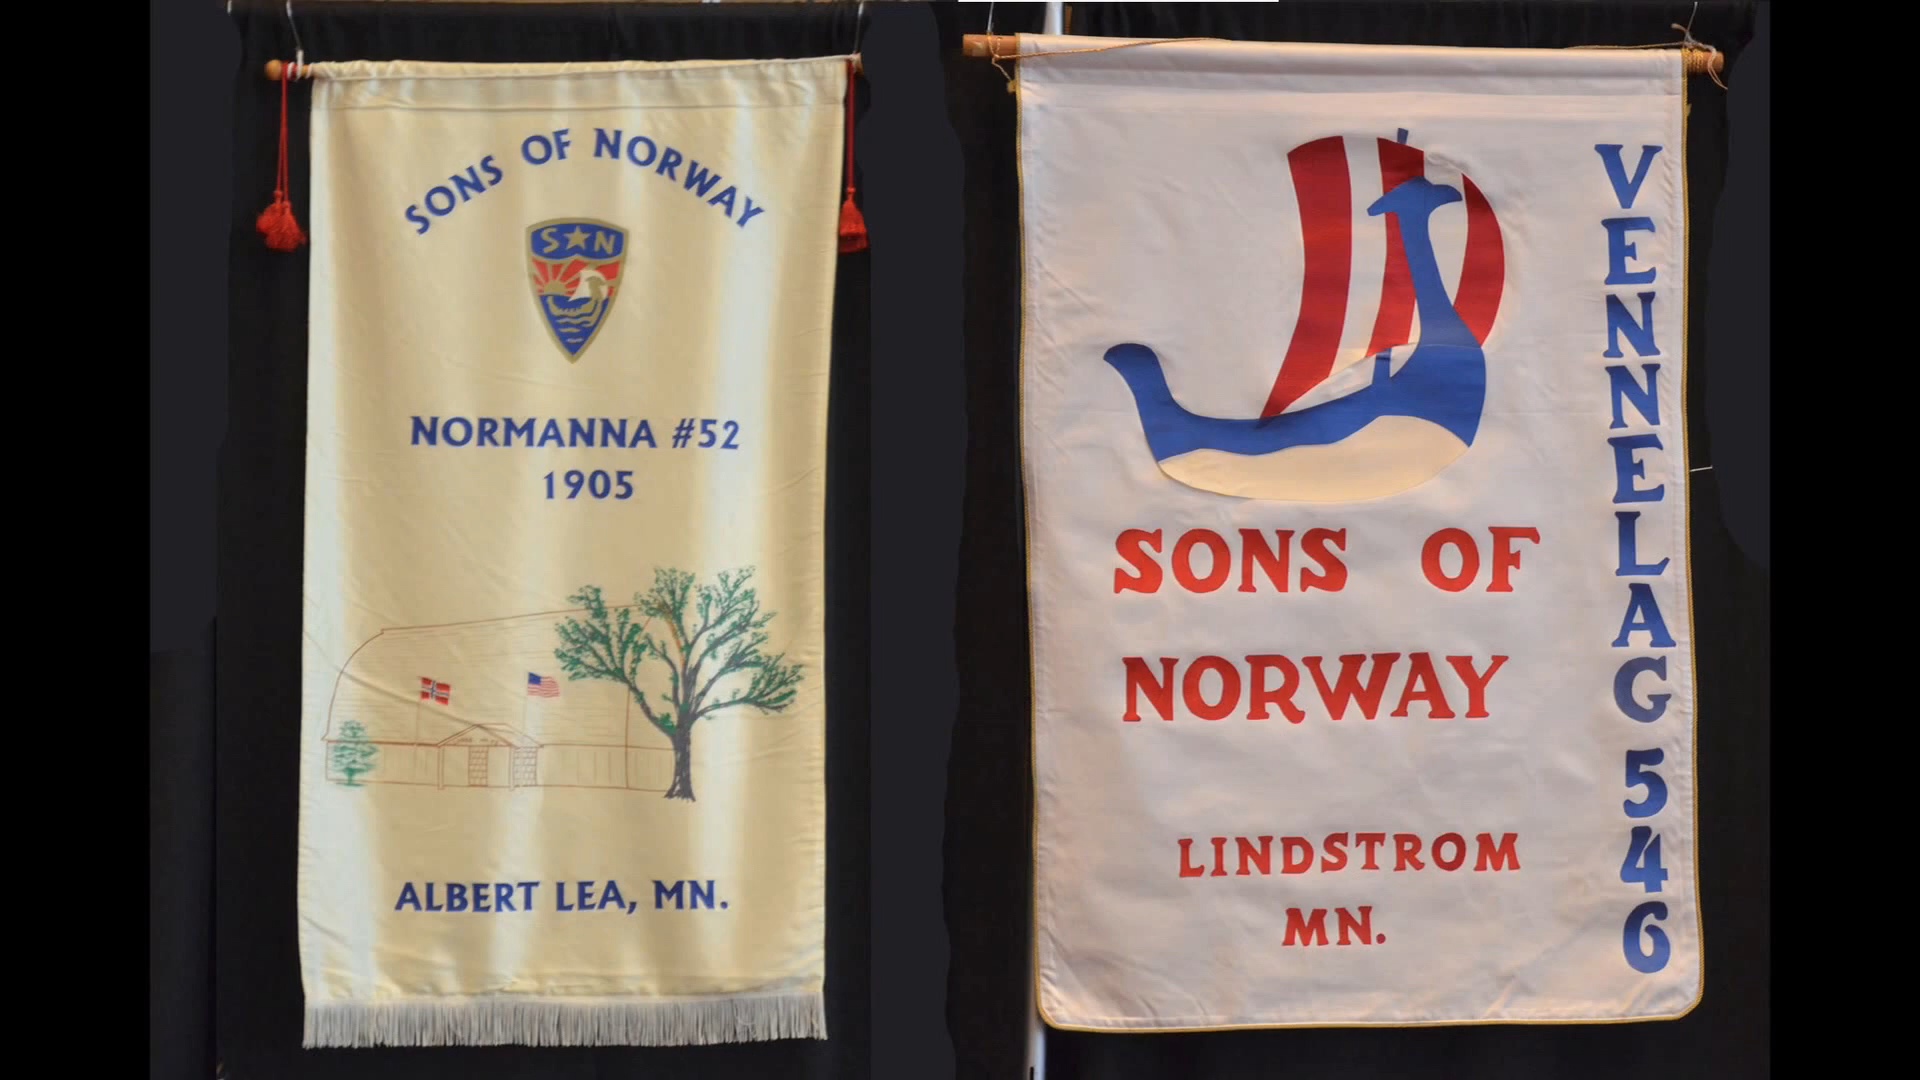 SONS OF NORWAY
S★N
NORMANNA #52
1905
ALBERT LEA, MN.
SONS OF
NORWAY
LINDSTROM
MN.
VENNELAG 546